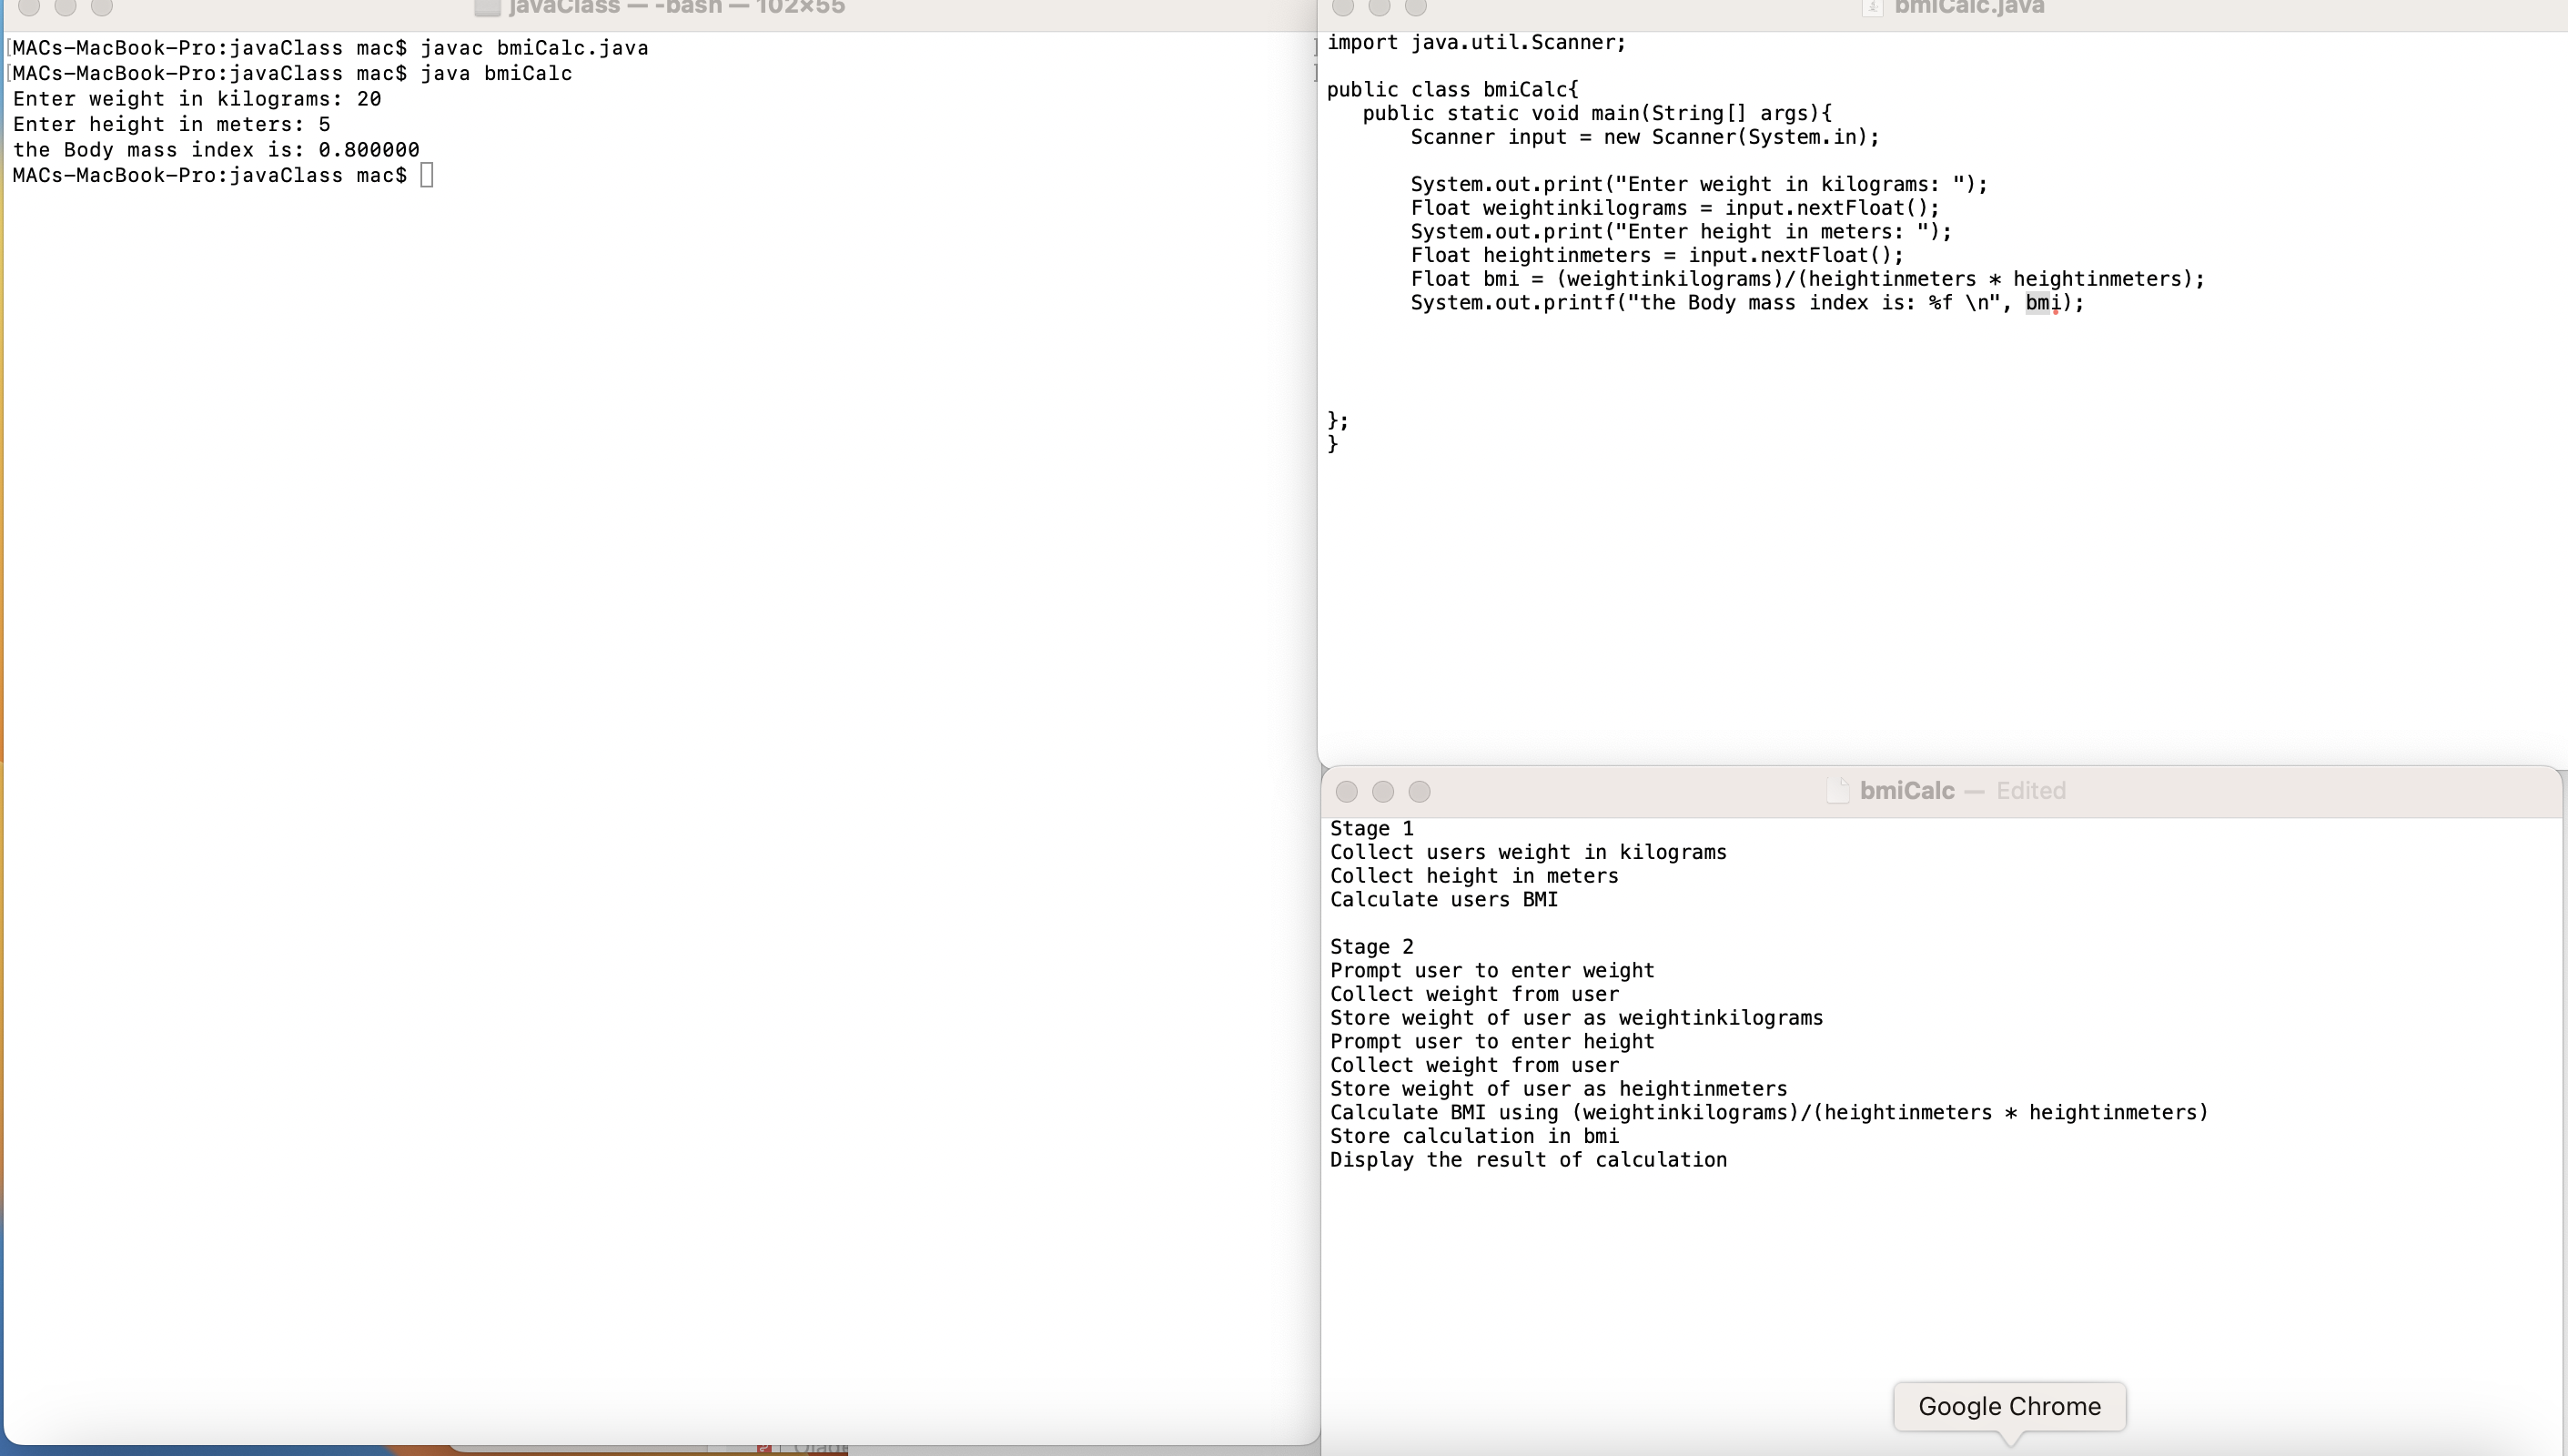 javaClass — -bash — 102×55
MACs-MacBook-Pro:javaClass mac$ javac bmiCalc.java
MACs-MacBook-Pro:javaClass mac$ java bmiCalc
Enter weight in kilograms: 20
Enter height in meters: 5
the Body mass index is: 0.800000
MACs-MacBook-Pro:javaClass mac$
bmiCalc.java
import java.util.Scanner;
public class bmiCalc{
public static void main(String[] args){
Scanner input = new Scanner(System.in);
System.out.print("Enter weight in kilograms: ");
Float weightinkilograms = input.nextFloat();
System.out.print("Enter height in meters: ");
Float heightinmeters = input.nextFloat();
Float bmi = (weightinkilograms)/(heightinmeters * heightinmeters);
System.out.printf("the Body mass index is: %f \n", bmi);
};
}
bmiCalc — Edited
Stage 1
Collect users weight in kilograms
Collect height in meters
Calculate users BMI
Stage 2
Prompt user to enter weight
Collect weight from user
Store weight of user as weightinkilograms
Prompt user to enter height
Collect weight from user
Store weight of user as heightinmeters
Calculate BMI using (weightinkilograms)/(heightinmeters * heightinmeters)
Store calculation in bmi
Display the result of calculation
Google Chrome